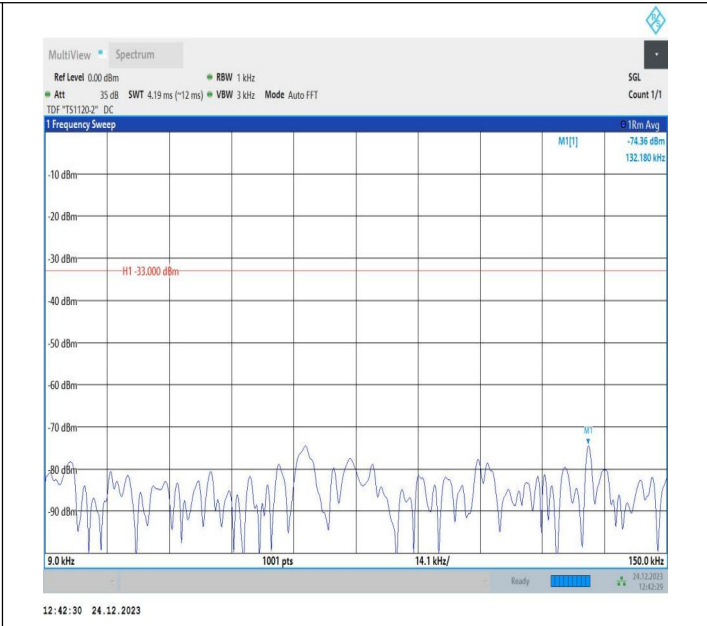 R S
MultiView Spectrum
Ref Level 0.00 dBm RBW 1 kHz SGL
Att 35 dB SWT 4.19 ms (~12 ms) VBW 3 kHz Mode Auto FFT Count 1/1
TDF "TS1120-2" DC
1 Frequency Sweep 1Rm Avg
M1[1] -74.36 dBm
132.180 kHz
-10 dBm
-20 dBm
-30 dBm
H1 -33.000 dBm
-40 dBm
-50 dBm
-60 dBm
-70 dBm
M1
-80 dBm
-90 dBm
9.0 kHz 1001 pts 14.1 kHz/ 150.0 kHz
Ready 24.12.2023
12:42:29
12:42:30 24.12.2023